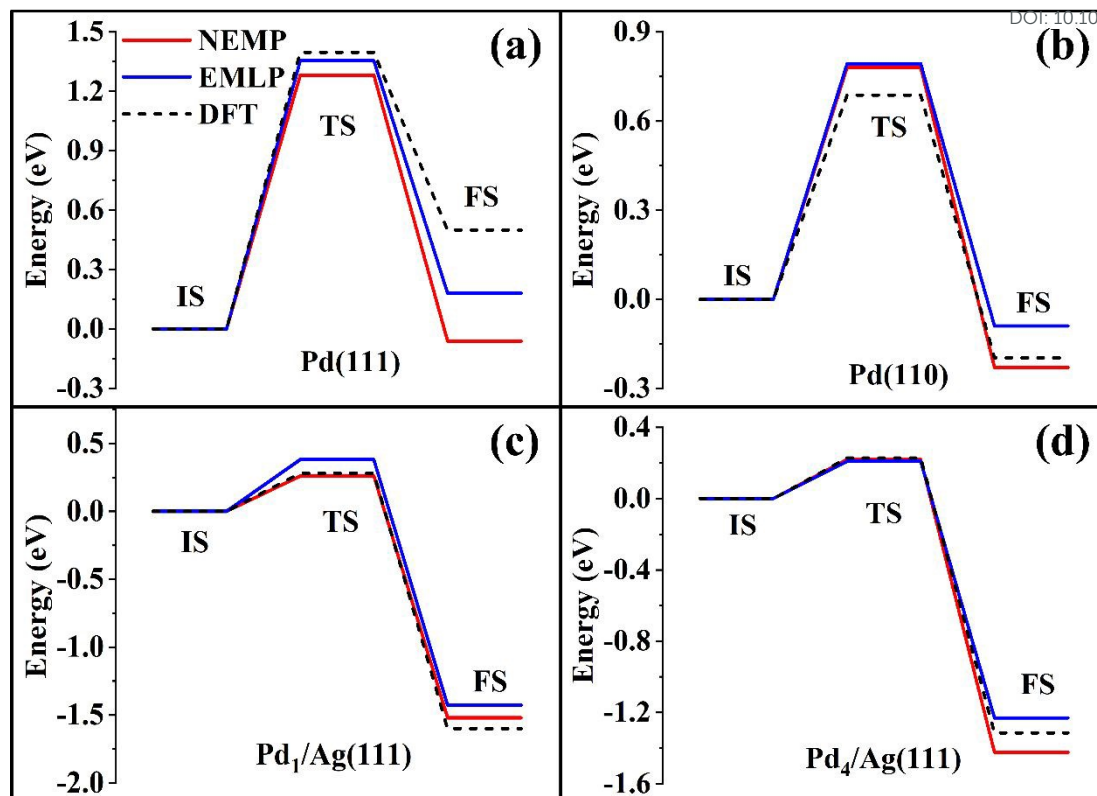 DOI: 10.10
NEMP
EMLP
DFT
(a)
Energy (eV)
1.5
1.2
0.9
0.6
0.3
0.0
-0.3
IS
TS
FS
Pd(111)
(b)
Energy (eV)
0.9
0.6
0.3
0.0
-0.3
IS
TS
FS
Pd(110)
(c)
Energy (eV)
0.5
0.0
-0.5
-1.0
-1.5
-2.0
IS
TS
FS
Pd₁/Ag(111)
(d)
Energy (eV)
0.4
0.0
-0.4
-0.8
-1.2
-1.6
IS
TS
FS
Pd₄/Ag(111)